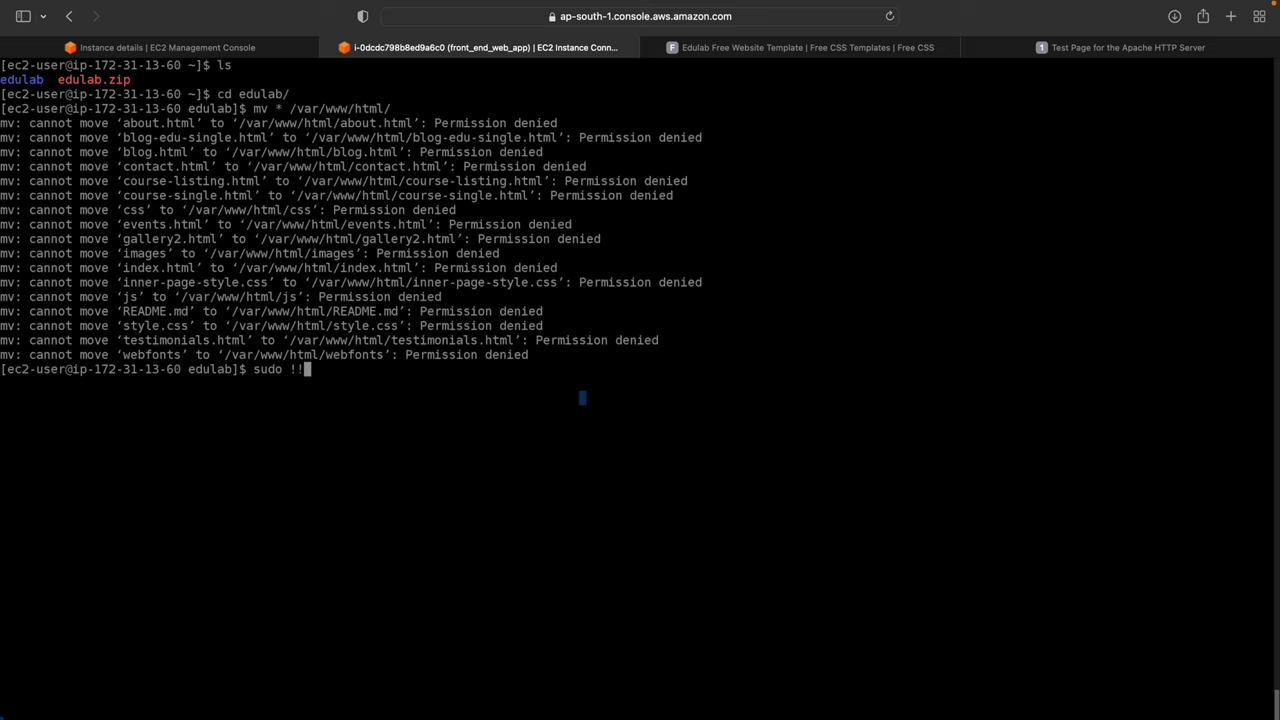 ap-south-1.console.aws.amazon.com
Instance details | EC2 Management Console
i-0dcdc798b8ed9a6c0 (front_end_web_app) | EC2 Instance Conn...
F Edulab Free Website Template | Free CSS Templates | Free CSS
1 Test Page for the Apache HTTP Server
[ec2-user@ip-172-31-13-60 ~]$ ls
edulab edulab.zip
[ec2-user@ip-172-31-13-60 ~]$ cd edulab/
[ec2-user@ip-172-31-13-60 edulab]$ mv * /var/www/html/
mv: cannot move ‘about.html’ to ‘/var/www/html/about.html’: Permission denied
mv: cannot move ‘blog-edu-single.html’ to ‘/var/www/html/blog-edu-single.html’: Permission denied
mv: cannot move ‘blog.html’ to ‘/var/www/html/blog.html’: Permission denied
mv: cannot move ‘contact.html’ to ‘/var/www/html/contact.html’: Permission denied
mv: cannot move ‘course-listing.html’ to ‘/var/www/html/course-listing.html’: Permission denied
mv: cannot move ‘course-single.html’ to ‘/var/www/html/course-single.html’: Permission denied
mv: cannot move ‘css’ to ‘/var/www/html/css’: Permission denied
mv: cannot move ‘events.html’ to ‘/var/www/html/events.html’: Permission denied
mv: cannot move ‘gallery2.html’ to ‘/var/www/html/gallery2.html’: Permission denied
mv: cannot move ‘images’ to ‘/var/www/html/images’: Permission denied
mv: cannot move ‘index.html’ to ‘/var/www/html/index.html’: Permission denied
mv: cannot move ‘inner-page-style.css’ to ‘/var/www/html/inner-page-style.css’: Permission denied
mv: cannot move ‘js’ to ‘/var/www/html/js’: Permission denied
mv: cannot move ‘README.md’ to ‘/var/www/html/README.md’: Permission denied
mv: cannot move ‘style.css’ to ‘/var/www/html/style.css’: Permission denied
mv: cannot move ‘testimonials.html’ to ‘/var/www/html/testimonials.html’: Permission denied
mv: cannot move ‘webfonts’ to ‘/var/www/html/webfonts’: Permission denied
[ec2-user@ip-172-31-13-60 edulab]$ sudo !!